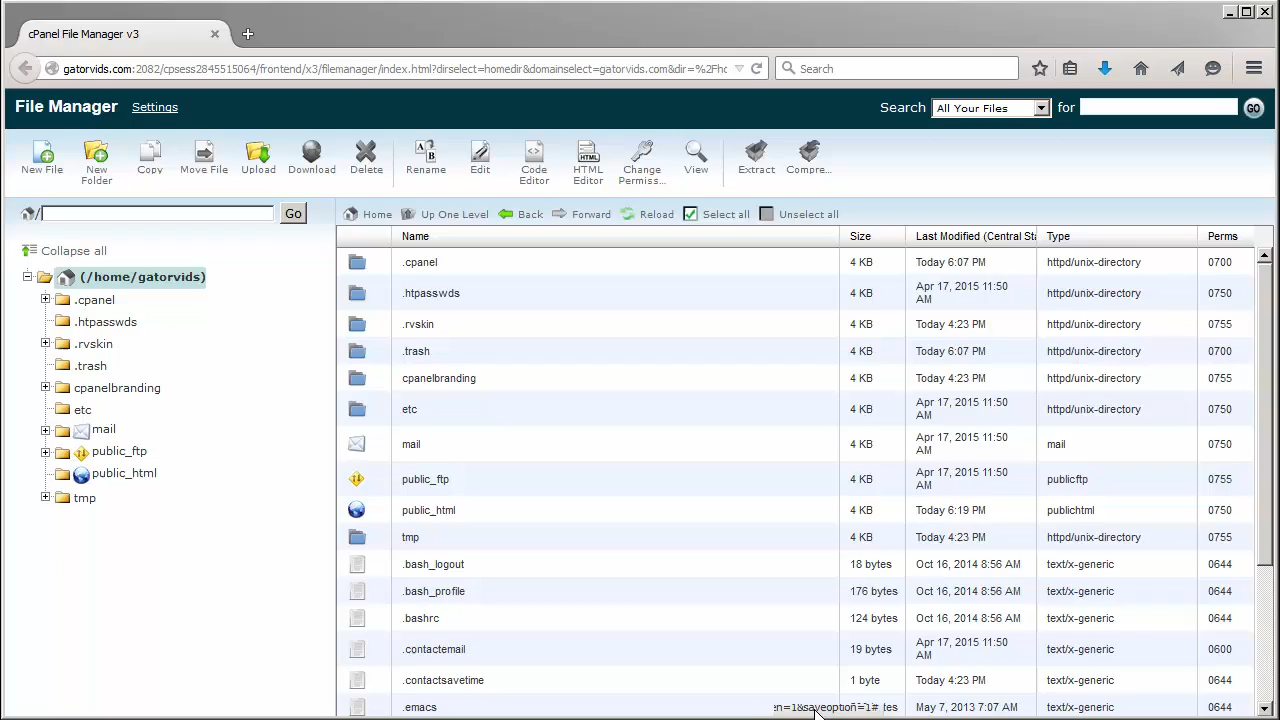 cPanel File Manager v3
gatorvids.com:2082/cpsess2845515064/frontend/x3/filemanager/index.html?dirselect=homedir&domainselect=gatorvids.com&dir=%2Fhc
Search
File Manager Settings
Search All Your Files for GO
New File
New Folder
Copy
Move File
Upload
Download
Delete
Rename
Edit
Code Editor
HTML Editor
Change Permiss...
View
Extract
Compre...
/ Go
Home Up One Level Back Forward Reload Select all Unselect all
Collapse all
(/home/gatorvids)
.cpanel
.htpasswds
.rvskin
.trash
cpanelbranding
etc
mail
public_ftp
public_html
tmp
Name Size Last Modified (Central Sta Type Perms
.cpanel 4 KB Today 6:07 PM httpd/unix-directory 0700
.htpasswds 4 KB Apr 17, 2015 11:50 AM httpd/unix-directory 0750
.rvskin 4 KB Today 4:23 PM httpd/unix-directory 0755
.trash 4 KB Today 6:07 PM httpd/unix-directory 0700
cpanelbranding 4 KB Today 4:23 PM httpd/unix-directory 0755
etc 4 KB Apr 17, 2015 11:50 AM httpd/unix-directory 0750
mail 4 KB Apr 17, 2015 11:50 AM mail 0750
public_ftp 4 KB Apr 17, 2015 11:50 AM publicftp 0755
public_html 4 KB Today 6:19 PM publichtml 0750
tmp 4 KB Today 4:23 PM httpd/unix-directory 0755
.bash_logout 18 bytes Oct 16, 2014 8:56 AM text/x-generic 0644
.bash_profile 176 bytes Oct 16, 2014 8:56 AM text/x-generic 0644
.bashrc 124 bytes Oct 16, 2014 8:56 AM text/x-generic 0644
.contactemail 19 bytes Apr 17, 2015 11:50 AM text/x-generic 0600
.contactsavetime 1 byte Today 4:23 PM text/x-generic 0644
.emacs en=1&saveoption=1# tes May 7, 2013 7:07 AM text/x-generic 0644